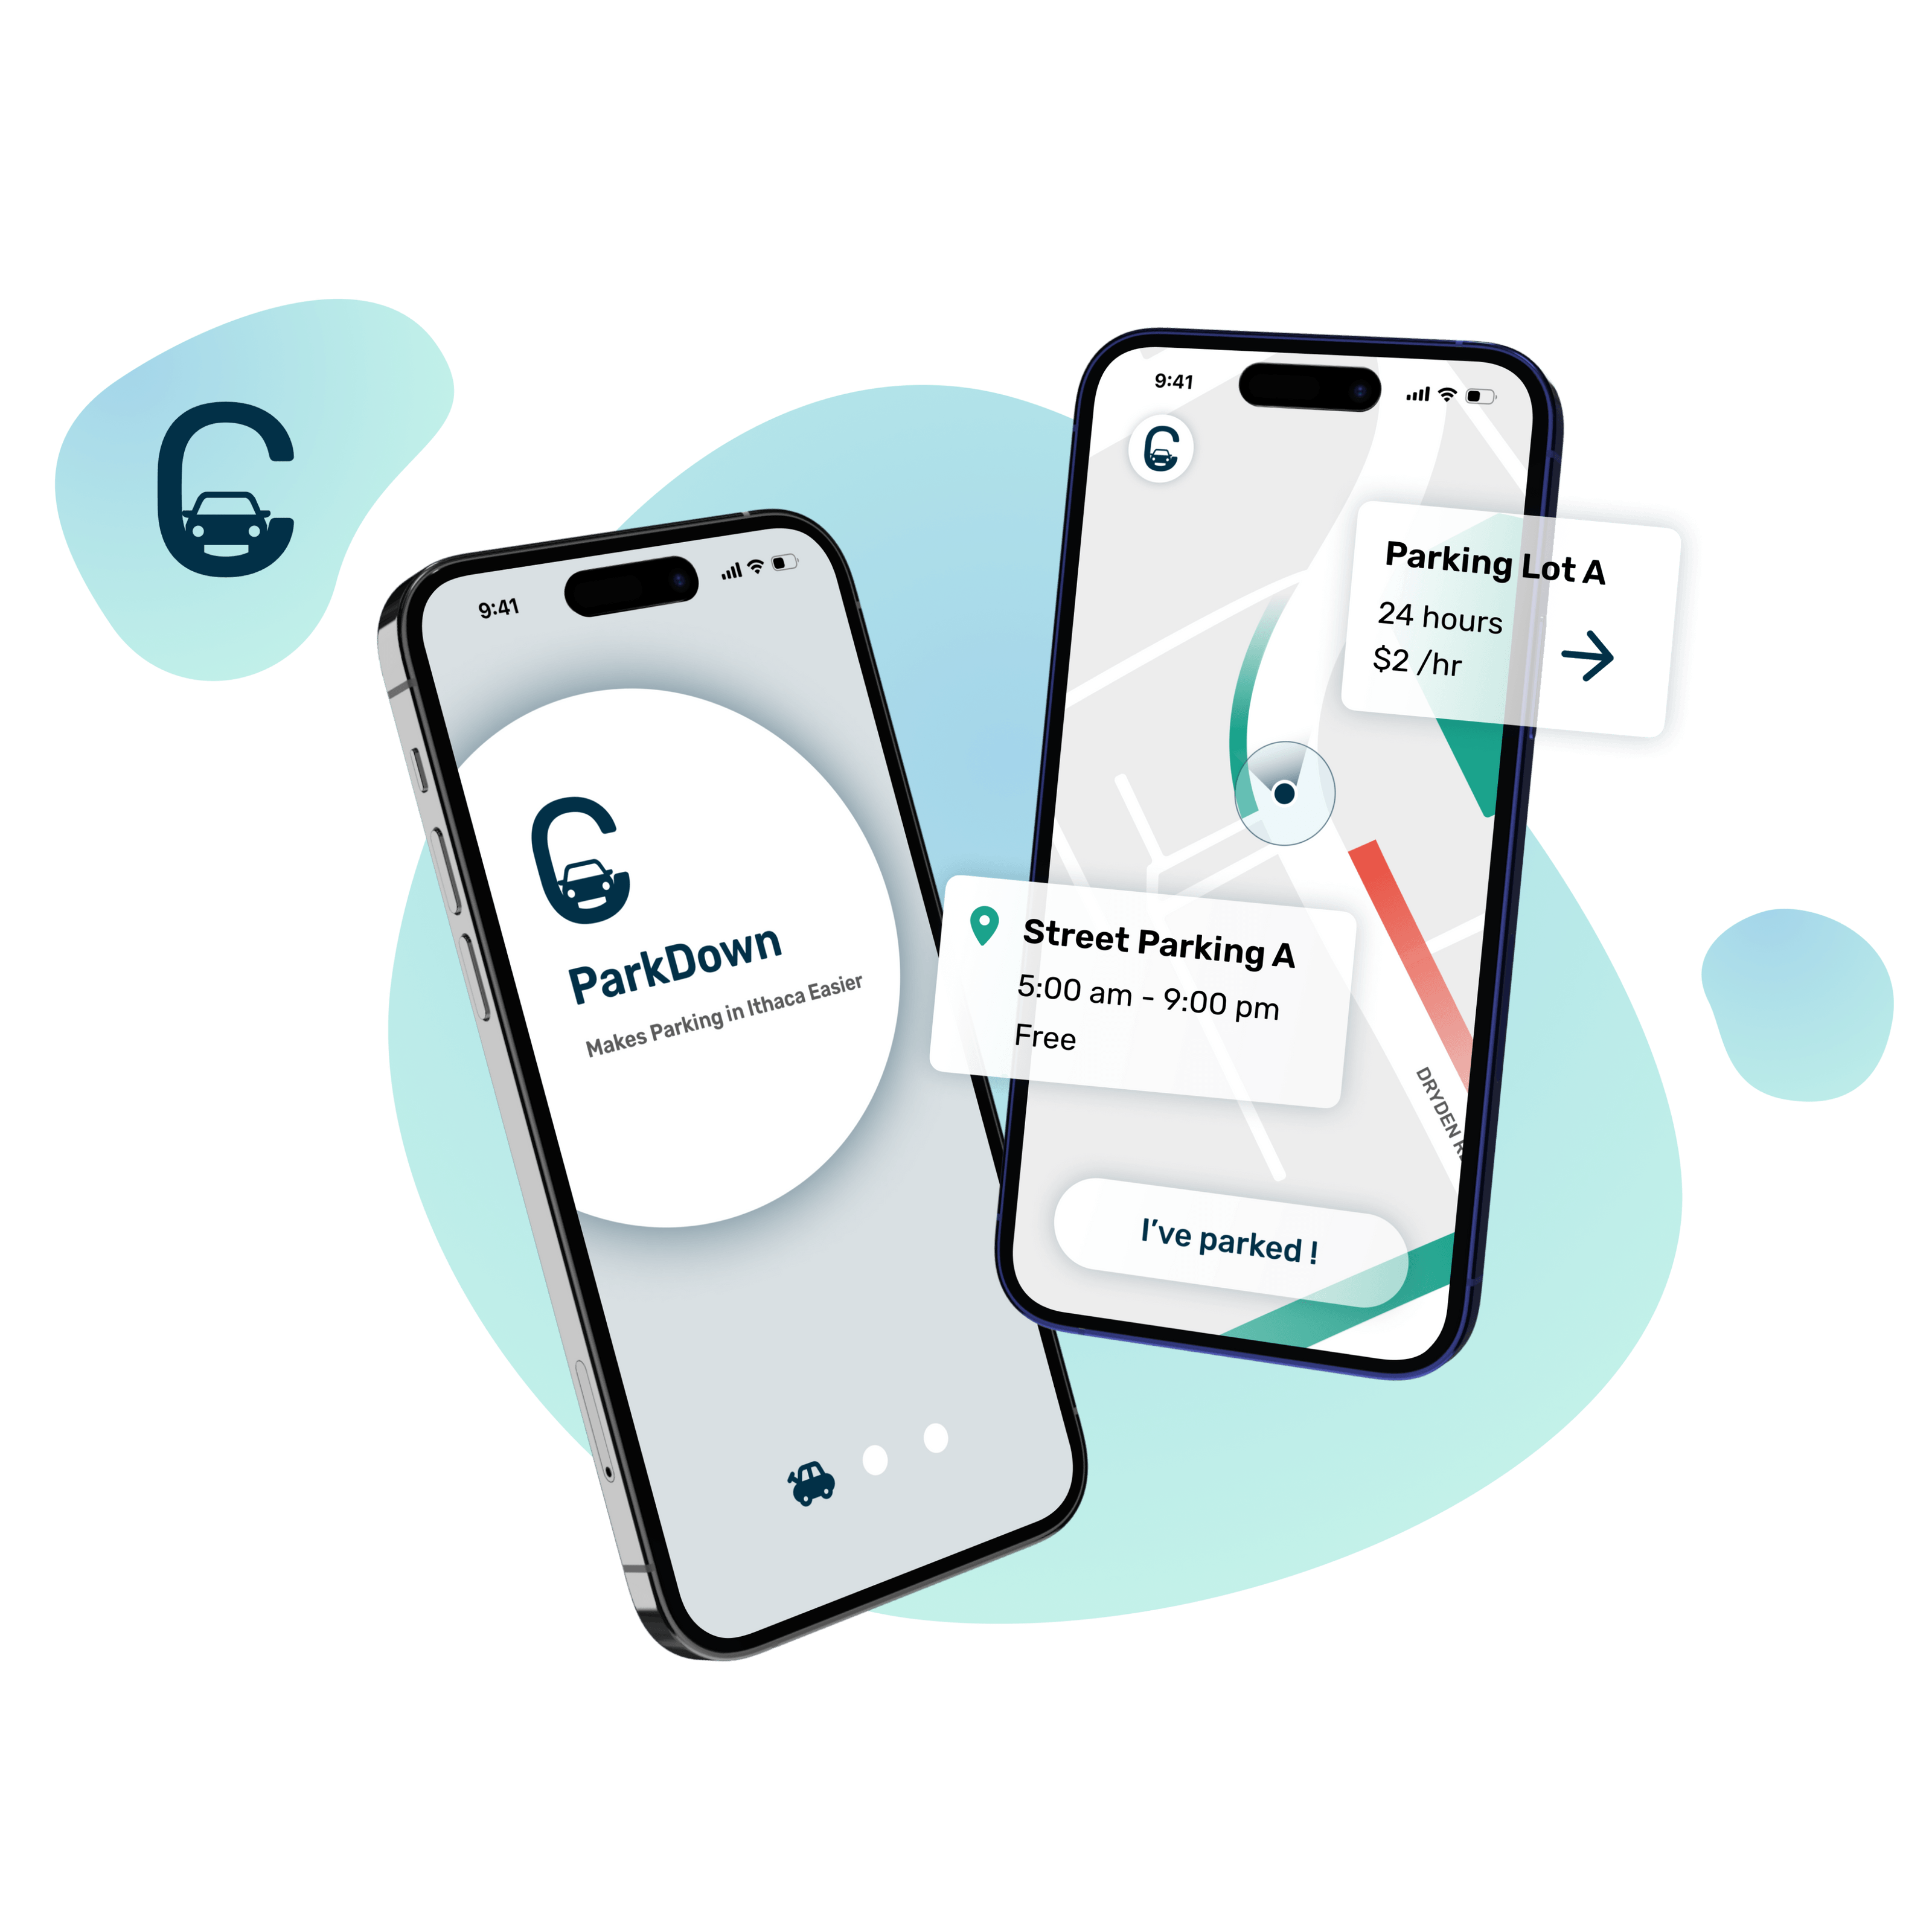 9:41
ParkDown
Makes Parking in Ithaca Easier
9:41
Parking Lot A
24 hours
$2 /hr
Street Parking A
5:00 am - 9:00 pm
Free
DRYDEN
I’ve parked !